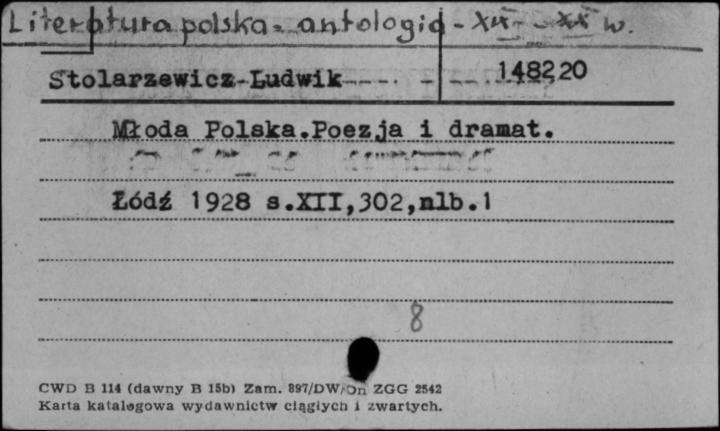 Literatura polska - antologia - XIX - XX w.
Stolarzewicz Ludwik
148220
Młoda Polska.Poezja i dramat.
Łódź 1928 s.XII,302,nlb.1
8
CWD B 114 (dawny B 15b) Zam. 897/DW/Dn ZGG 2542
Karta katalogowa wydawnictw ciągłych i zwartych.